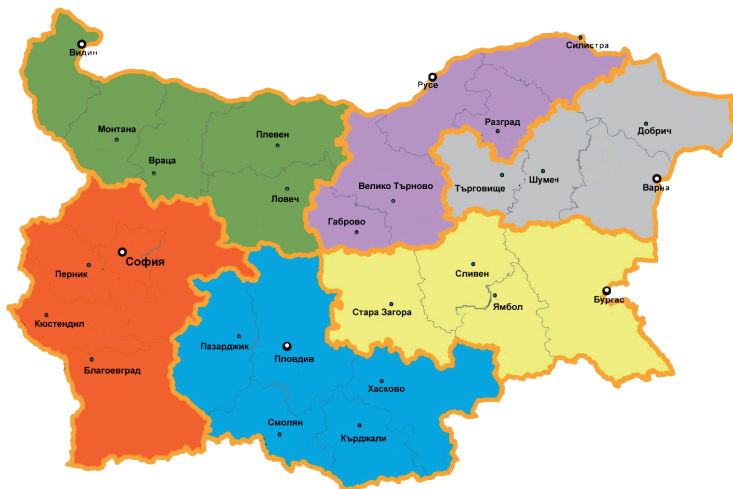 Видин
Силистра
Русе
Монтана
Плевен
Разград
Добрич
Враца
Ловеч
Велико Търново
Търговище
Шумен
Варна
Габрово
София
Перник
Сливен
Кюстендил
Стара Загора
Ямбол
Бургас
Пазарджик
Пловдив
Благоевград
Хасково
Смолян
Кърджали